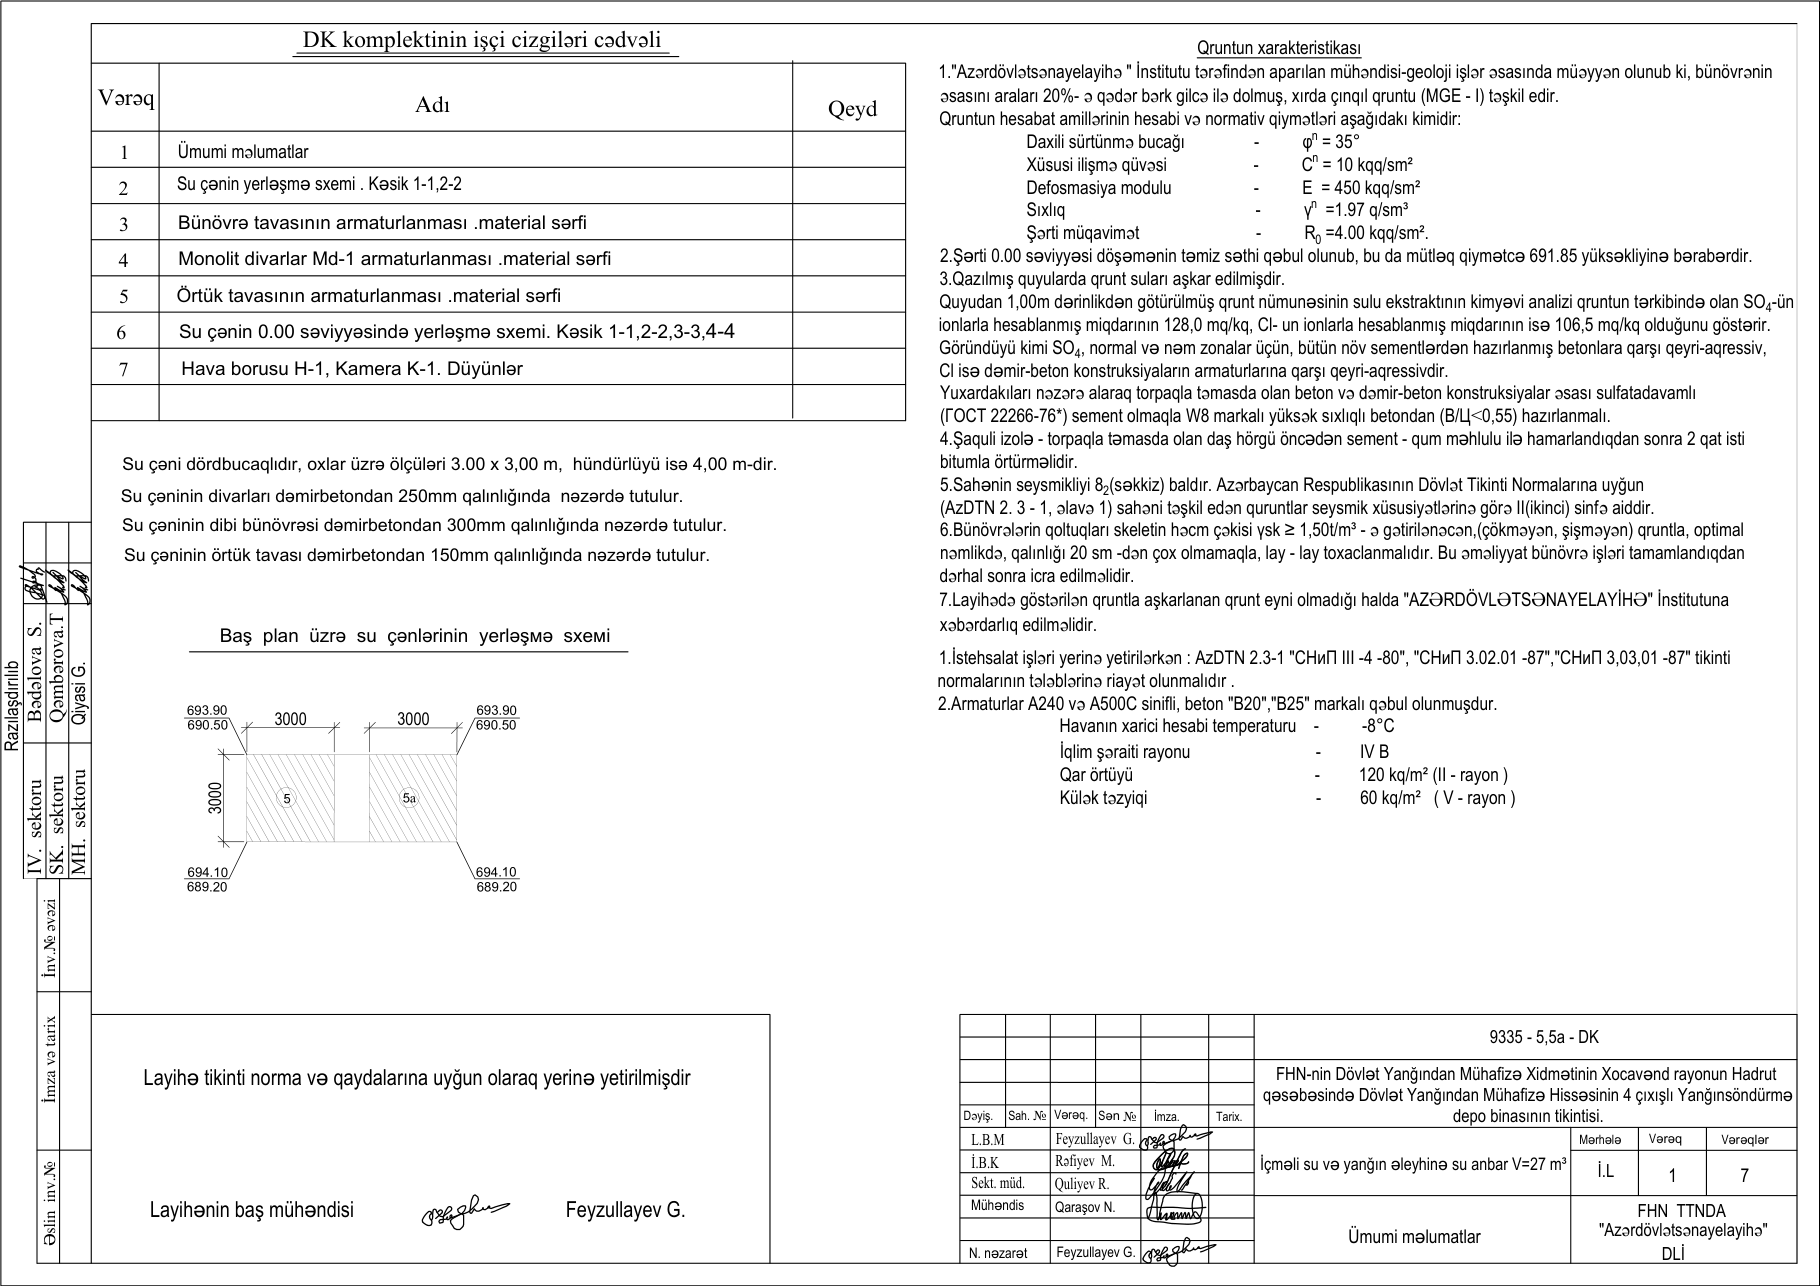 DK komplektinin işçi cizgiləri cədvəli
Vərəq Adı Qeyd
1 Ümumi məlumatlar
2 Su çənin yerləşmə sxemi . Kəsik 1-1,2-2
3 Bünövrə tavasının armaturlanması .material sərfi
4 Monolit divarlar Md-1 armaturlanması .material sərfi
5 Örtük tavasının armaturlanması .material sərfi
6 Su çənin 0.00 səviyyəsində yerləşmə sxemi. Kəsik 1-1,2-2,3-3,4-4
7 Hava borusu H-1, Kamera K-1. Düyünlər
Su çəni dördbucaqlıdır, oxlar üzrə ölçüləri 3.00 x 3,00 m, hündürlüyü isə 4,00 m-dir.
Su çəninin divarları dəmirbetondan 250mm qalınlığında nəzərdə tutulur.
Su çəninin dibi bünövrəsi dəmirbetondan 300mm qalınlığında nəzərdə tutulur.
Su çəninin örtük tavası dəmirbetondan 150mm qalınlığında nəzərdə tutulur.
Baş plan üzrə su çənlərinin yerləşмə sxeмi
693.90
690.50
3000
3000
693.90
690.50
3000
5
5a
694.10
689.20
694.10
689.20
Razılaşdırılıb
IV. sektoru Bədəlova S.
SK. sektoru Qəmbərova.T
MH. sektoru Qiyasi G.
İnv.№ əvəzi
İmza və tarix
Əslin inv.№
Layihə tikinti norma və qaydalarına uyğun olaraq yerinə yetirilmişdir
Layihənin baş mühəndisi Feyzullayev G.
Qruntun xarakteristikası
1."Azərdövlətsənayelayihə " İnstitutu tərəfindən aparılan mühəndisi-geoloji işlər əsasında müəyyən olunub ki, bünövrənin
əsasını araları 20%- ə qədər bərk gilcə ilə dolmuş, xırda çınqıl qruntu (MGE - I) təşkil edir.
Qruntun hesabat amillərinin hesabi və normativ qiymətləri aşağıdakı kimidir:
Daxili sürtünmə bucağı - φⁿ = 35°
Xüsusi ilişmə qüvəsi - Cⁿ = 10 kqq/sm²
Defosmasiya modulu - E = 450 kqq/sm²
Sıxlıq - γⁿ =1.97 q/sm³
Şərti müqavimət - R₀ =4.00 kqq/sm².
2.Şərti 0.00 səviyyəsi döşəmənin təmiz səthi qəbul olunub, bu da mütləq qiymətcə 691.85 yüksəkliyinə bərabərdir.
3.Qazılmış quyularda qrunt suları aşkar edilmişdir.
Quyudan 1,00m dərinlikdən götürülmüş qrunt nümunəsinin sulu ekstraktının kimyəvi analizi qruntun tərkibində olan SO₄-ün
ionlarla hesablanmış miqdarının 128,0 mq/kq, Cl- un ionlarla hesablanmış miqdarının isə 106,5 mq/kq olduğunu göstərir.
Göründüyü kimi SO₄, normal və nəm zonalar üçün, bütün növ sementlərdən hazırlanmış betonlara qarşı qeyri-aqressiv,
Cl isə dəmir-beton konstruksiyaların armaturlarına qarşı qeyri-aqressivdir.
Yuxardakıları nəzərə alaraq torpaqla təmasda olan beton və dəmir-beton konstruksiyalar əsası sulfatadavamlı
(ГОСТ 22266-76*) sement olmaqla W8 markalı yüksək sıxlıqlı betondan (В/Ц<0,55) hazırlanmalı.
4.Şaquli izolə - torpaqla təmasda olan daş hörgü öncədən sement - qum məhlulu ilə hamarlandıqdan sonra 2 qat isti
bitumla örtürməlidir.
5.Sahənin seysmikliyi 8₂(səkkiz) baldır. Azərbaycan Respublikasının Dövlət Tikinti Normalarına uyğun
(AzDTN 2. 3 - 1, əlavə 1) sahəni təşkil edən quruntlar seysmik xüsusiyətlərinə görə II(ikinci) sinfə aiddir.
6.Bünövrələrin qoltuqları skeletin həcm çəkisi γsk ≥ 1,50t/m³ - ə gətirilənəcən,(çökməyən, şişməyən) qruntla, optimal
nəmlikdə, qalınlığı 20 sm -dən çox olmamaqla, lay - lay toxaclanmalıdır. Bu əməliyyat bünövrə işləri tamamlandıqdan
dərhal sonra icra edilməlidir.
7.Layihədə göstərilən qruntla aşkarlanan qrunt eyni olmadığı halda "AZƏRDÖVLƏTSƏNAYELAYİHƏ" İnstitutuna
xəbərdarlıq edilməlidir.
1.İstehsalat işləri yerinə yetirilərkən : AzDTN 2.3-1 "СНиП III -4 -80", "СНиП 3.02.01 -87","СНиП 3,03,01 -87" tikinti
normalarının tələblərinə riayət olunmalıdır .
2.Armaturlar A240 və A500C sinifli, beton "B20","B25" markalı qəbul olunmuşdur.
Havanın xarici hesabi temperaturu - -8°C
İqlim şəraiti rayonu - IV B
Qar örtüyü - 120 kq/m² (II - rayon )
Külək təzyiqi - 60 kq/m² ( V - rayon )
9335 - 5,5a - DK
FHN-nin Dövlət Yanğından Mühafizə Xidmətinin Xocavənd rayonun Hadrut
qəsəbəsində Dövlət Yanğından Mühafizə Hissəsinin 4 çıxışlı Yanğınsöndürmə
depo binasının tikintisi.
Dəyiş. Sah. № Vərəq. Sən № İmza. Tarix.
L.B.M Feyzullayev G.
İ.B.K Rəfiyev M.
Sekt. müd. Quliyev R.
Mühəndis Qaraşov N.
N. nəzarət Feyzullayev G.
İçməli su və yanğın əleyhinə su anbar V=27 m³
Mərhələ Vərəq Vərəqlər
İ.L 1 7
Ümumi məlumatlar
FHN TTNDA
"Azərdövlətsənayelayihə"
DLİ